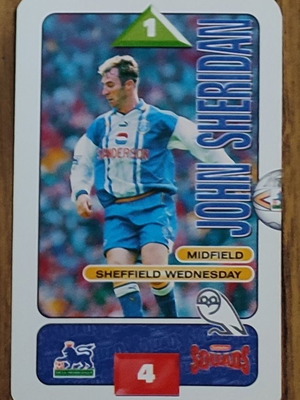 1
JOHN SHERIDAN
SANDERSON
MIDFIELD
SHEFFIELD WEDNESDAY
4